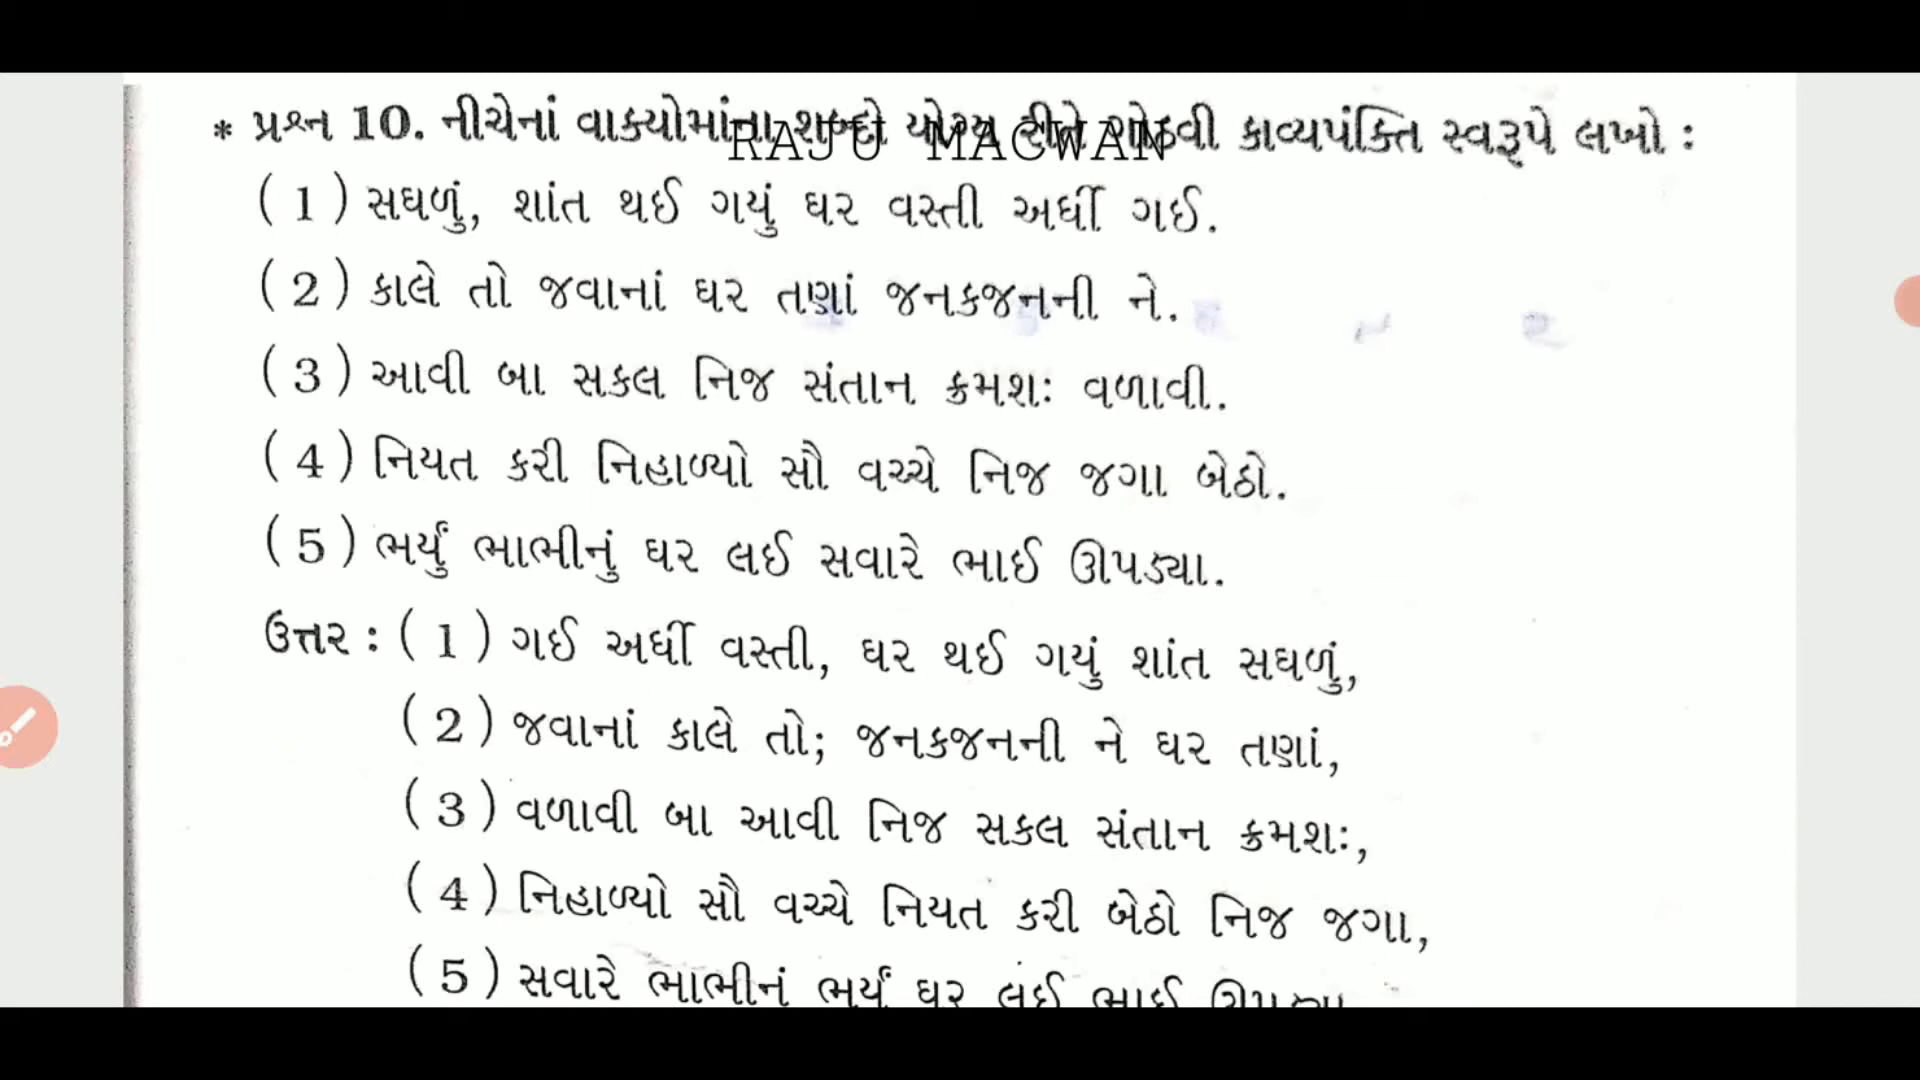 * પ્રશ્ન 10. નીચેનાં વાક્યોમાંના શબ્દો યોગ્ય રીતે ગોઠવી કાવ્યપંક્તિ સ્વરૂપે લખો :
RAJU MACWAN
( 1 ) સઘળું, શાંત થઈ ગયું ઘર વસ્તી અર્ધી ગઈ.
( 2 ) કાલે તો જવાનાં ઘર તણાં જનકજનની ને.
( 3 ) આવી બા સકલ નિજ સંતાન ક્રમશઃ વળાવી.
( 4 ) નિયત કરી નિહાળ્યો સૌ વચ્ચે નિજ જગા બેઠો.
( 5 ) ભર્યું ભાભીનું ઘર લઈ સવારે ભાઈ ઊપડ્યા.
ઉત્તર : ( 1 ) ગઈ અર્ધી વસ્તી, ઘર થઈ ગયું શાંત સઘળું,
( 2 ) જવાનાં કાલે તો; જનકજનની ને ઘર તણાં,
( 3 ) વળાવી બા આવી નિજ સકલ સંતાન ક્રમશઃ,
( 4 ) નિહાળ્યો સૌ વચ્ચે નિયત કરી બેઠો નિજ જગા,
( 5 ) સવારે ભાભીનું ભર્યું ઘર લઈ ભાઈ ઊપડ્યા